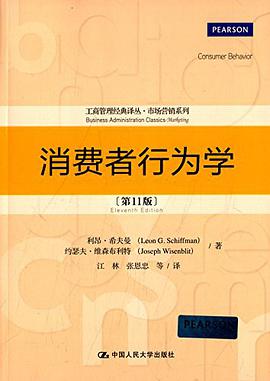 PEARSON
Consumer Behavior
工商管理经典译丛·市场营销系列
Business Administration Classics (Marketing)
消费者行为学
〔第11版〕
Eleventh Edition
利昂·希夫曼 (Leon G. Schiffman)
约瑟夫·维森布利特 (Joseph Wisenblit) /著
江 林 张恩忠 等/译
PEARSON
中国人民大学出版社